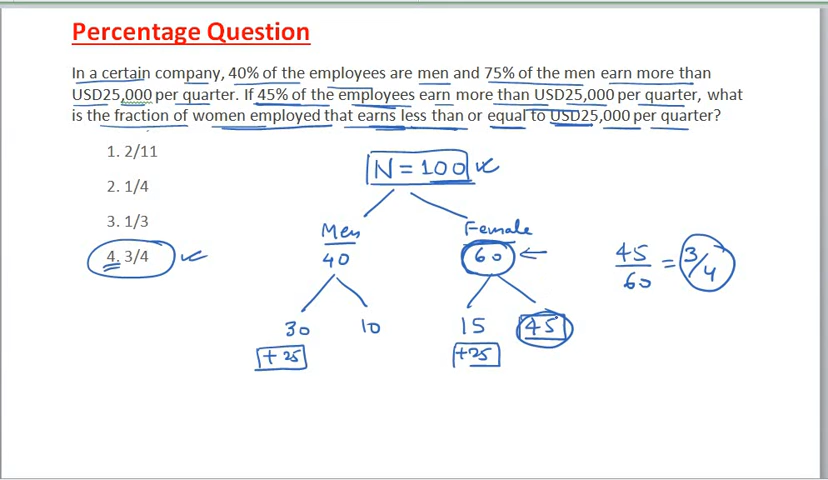 Percentage Question
In a certain company, 40% of the employees are men and 75% of the men earn more than
USD25,000 per quarter. If 45% of the employees earn more than USD25,000 per quarter, what
is the fraction of women employed that earns less than or equal to USD25,000 per quarter?
1. 2/11
2. 1/4
3. 1/3
4. 3/4
N = 100
Men Female
40 60
45/60 = 3/4
30 10 15 45
+25 +25